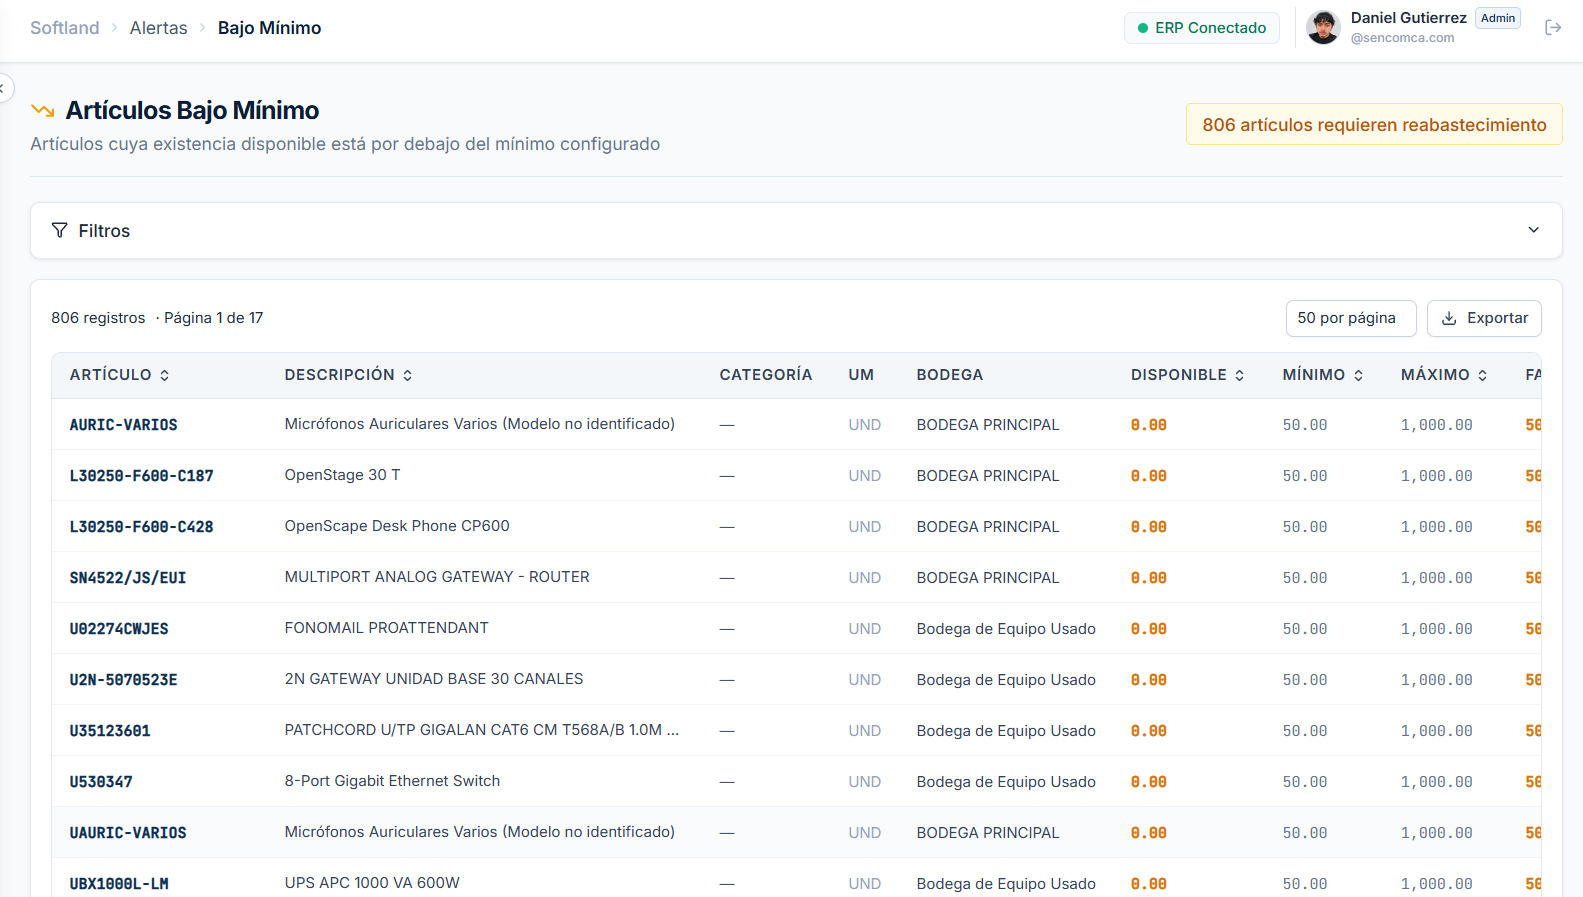 Softland > Alertas > Bajo Mínimo
ERP Conectado
Daniel Gutierrez Admin
@sencomca.com
Artículos Bajo Mínimo
Artículos cuya existencia disponible está por debajo del mínimo configurado
806 artículos requieren reabastecimiento
Filtros
806 registros · Página 1 de 17
50 por página
Exportar
ARTÍCULO DESCRIPCIÓN CATEGORÍA UM BODEGA DISPONIBLE MÍNIMO MÁXIMO FA
AURIC-VARIOS Micrófonos Auriculares Varios (Modelo no identificado) — UND BODEGA PRINCIPAL 0.00 50.00 1,000.00 50
L30250-F600-C187 OpenStage 30 T — UND BODEGA PRINCIPAL 0.00 50.00 1,000.00 50
L30250-F600-C428 OpenScape Desk Phone CP600 — UND BODEGA PRINCIPAL 0.00 50.00 1,000.00 50
SN4522/JS/EUI MULTIPORT ANALOG GATEWAY - ROUTER — UND BODEGA PRINCIPAL 0.00 50.00 1,000.00 50
U02274CWJES FONOMAIL PROATTENDANT — UND Bodega de Equipo Usado 0.00 50.00 1,000.00 50
U2N-5070523E 2N GATEWAY UNIDAD BASE 30 CANALES — UND Bodega de Equipo Usado 0.00 50.00 1,000.00 50
U35123601 PATCHCORD U/TP GIGALAN CAT6 CM T568A/B 1.0M ... — UND Bodega de Equipo Usado 0.00 50.00 1,000.00 50
U530347 8-Port Gigabit Ethernet Switch — UND Bodega de Equipo Usado 0.00 50.00 1,000.00 50
UAURIC-VARIOS Micrófonos Auriculares Varios (Modelo no identificado) — UND BODEGA PRINCIPAL 0.00 50.00 1,000.00 50
UBX1000L-LM UPS APC 1000 VA 600W — UND Bodega de Equipo Usado 0.00 50.00 1,000.00 50